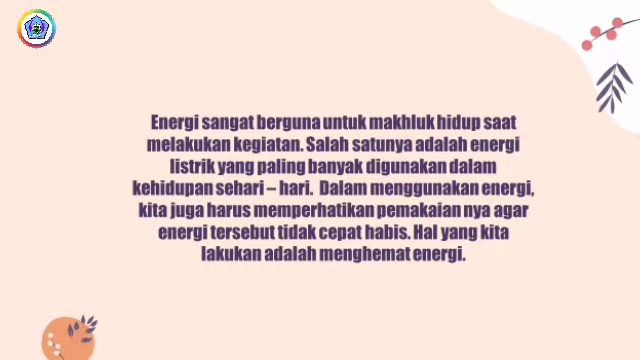 Energi sangat berguna untuk makhluk hidup saat
melakukan kegiatan. Salah satunya adalah energi
listrik yang paling banyak digunakan dalam
kehidupan sehari – hari.  Dalam menggunakan energi,
kita juga harus memperhatikan pemakaian nya agar
energi tersebut tidak cepat habis. Hal yang kita
lakukan adalah menghemat energi.